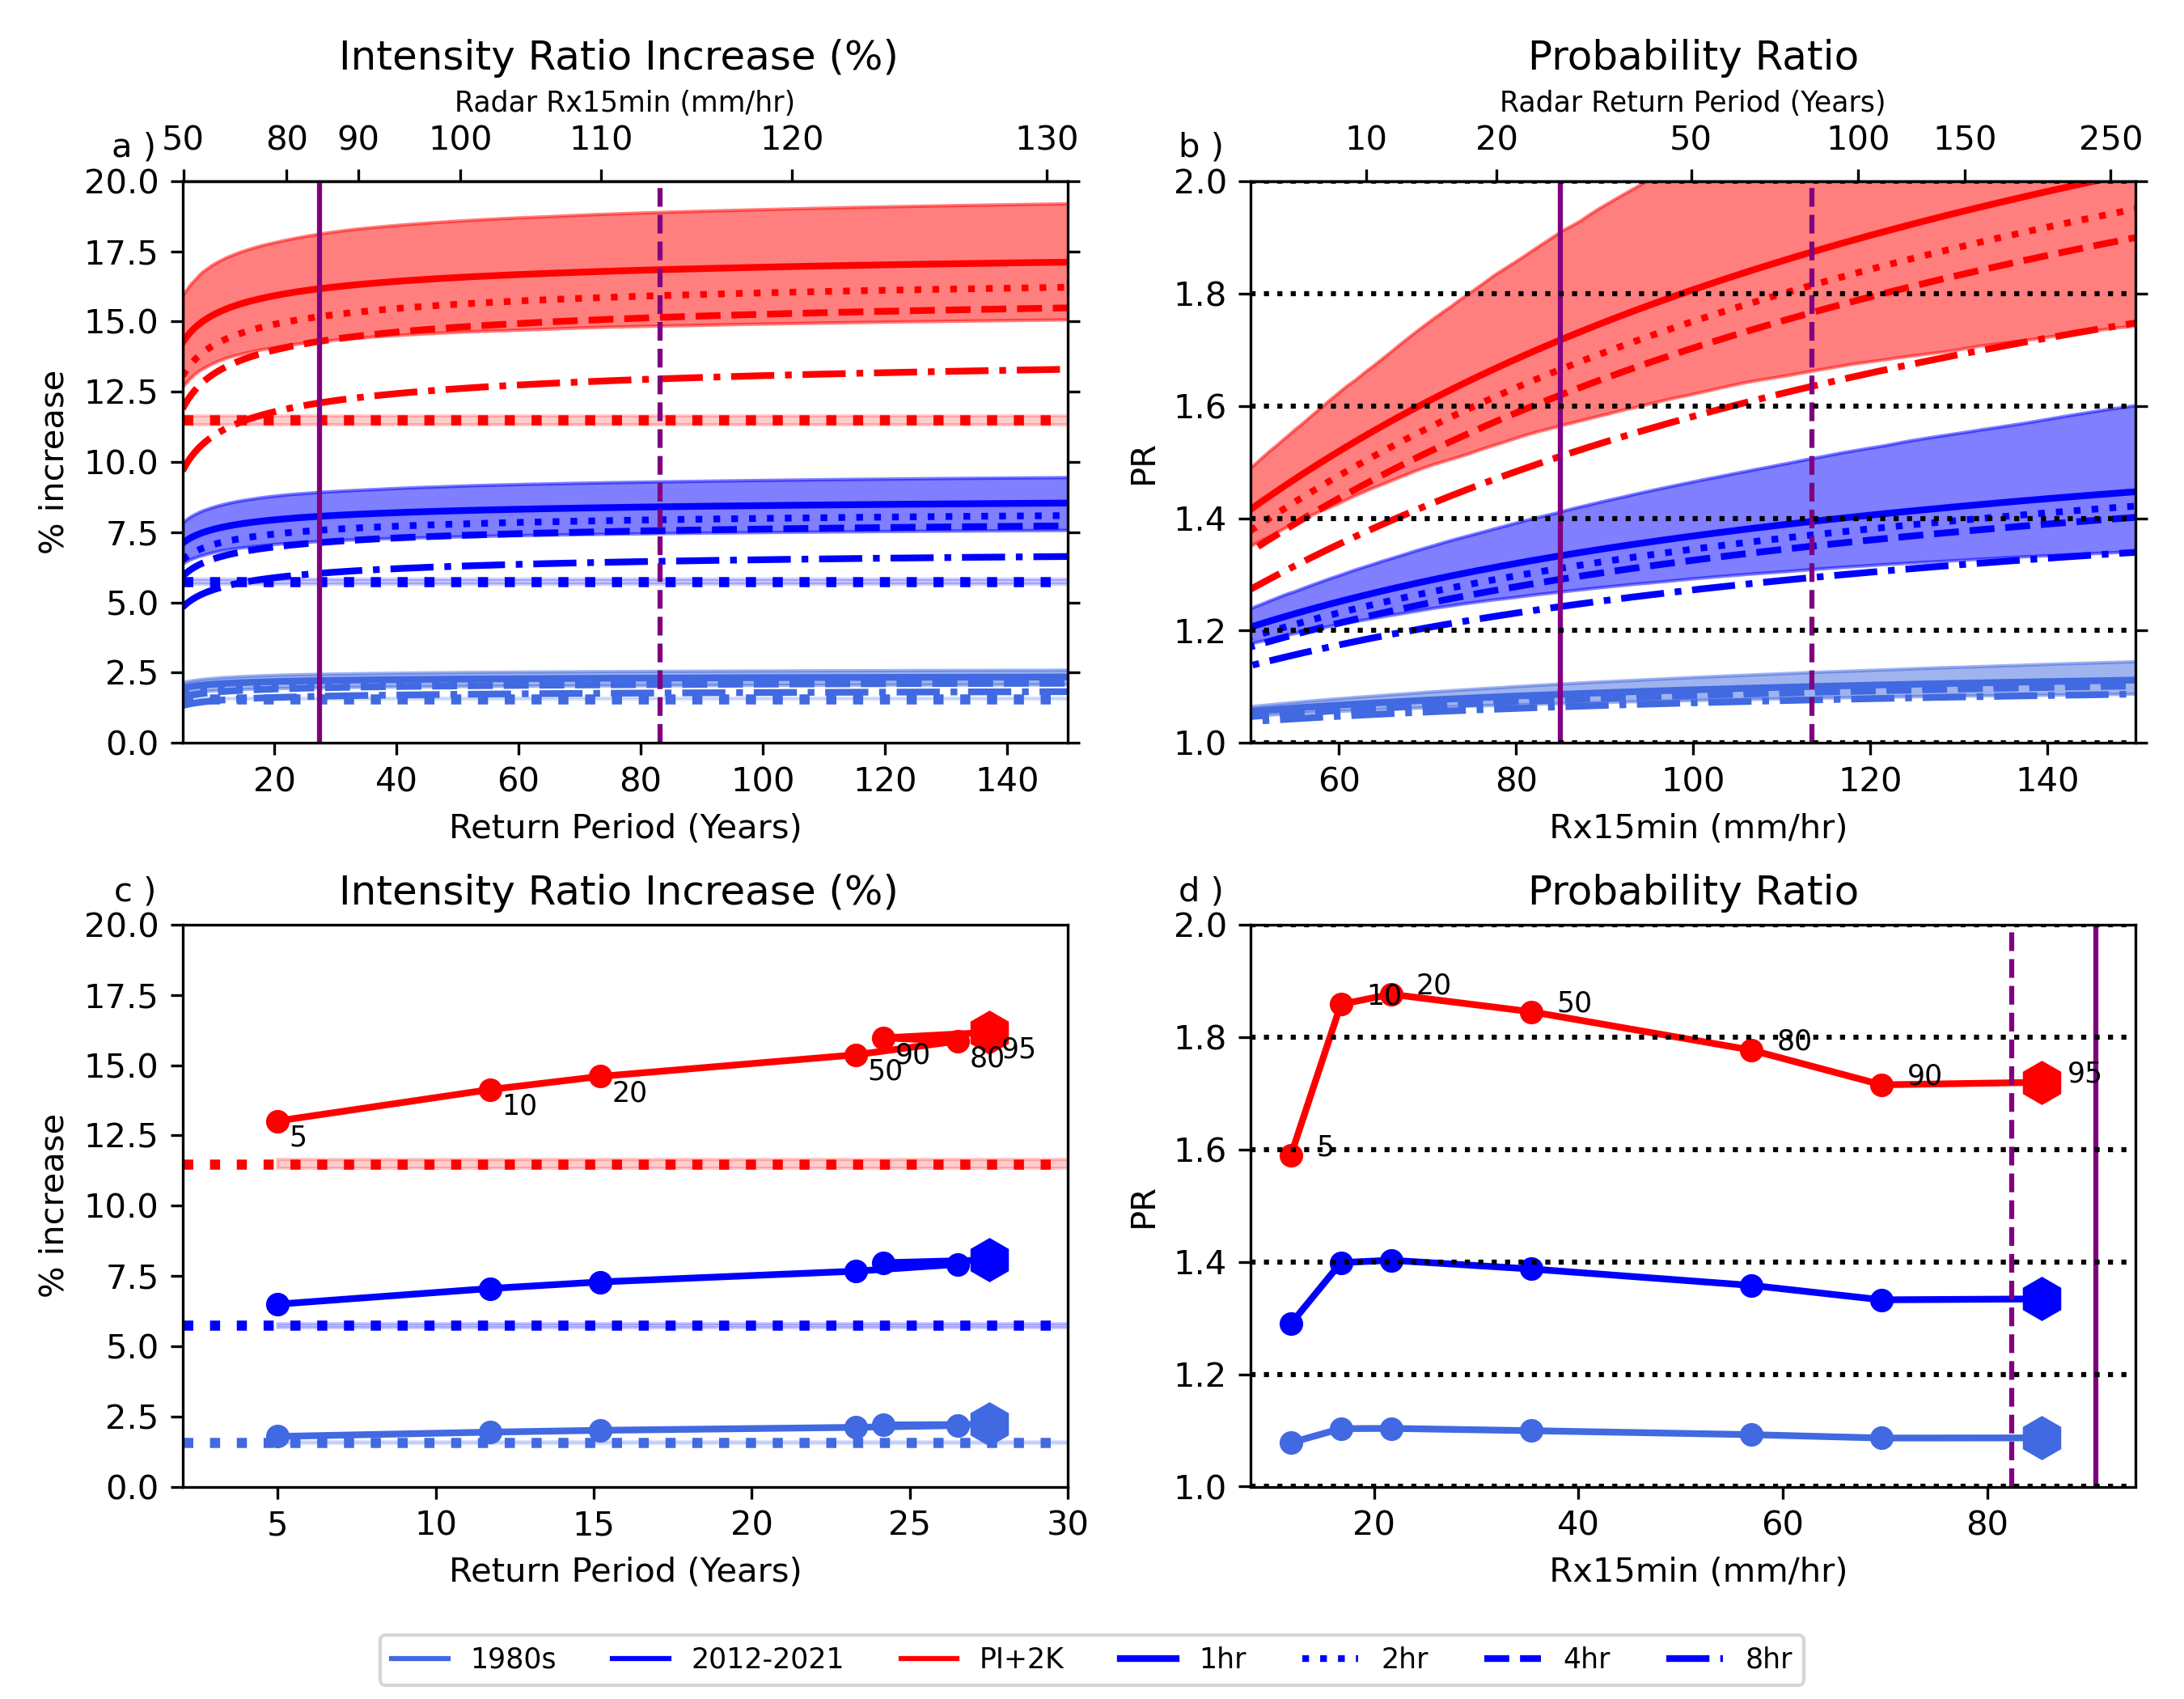 Intensity Ratio Increase (%)
Radar Rx15min (mm/hr)
a )
50 80 90 100 110 120 130
20.0
17.5
15.0
12.5
10.0
7.5
5.0
2.5
0.0
% increase
20 40 60 80 100 120 140
Return Period (Years)
Probability Ratio
Radar Return Period (Years)
b )
10 20 50 100 150 250
2.0
1.8
1.6
1.4
1.2
1.0
PR
60 80 100 120 140
Rx15min (mm/hr)
c )
Intensity Ratio Increase (%)
20.0
17.5
15.0
12.5
10.0
7.5
5.0
2.5
0.0
% increase
5
10
20
50
90
80
95
5 10 15 20 25 30
Return Period (Years)
d )
Probability Ratio
2.0
1.8
1.6
1.4
1.2
1.0
PR
5
10
20
50
80
90
95
20 40 60 80
Rx15min (mm/hr)
1980s 2012-2021 PI+2K 1hr 2hr 4hr 8hr